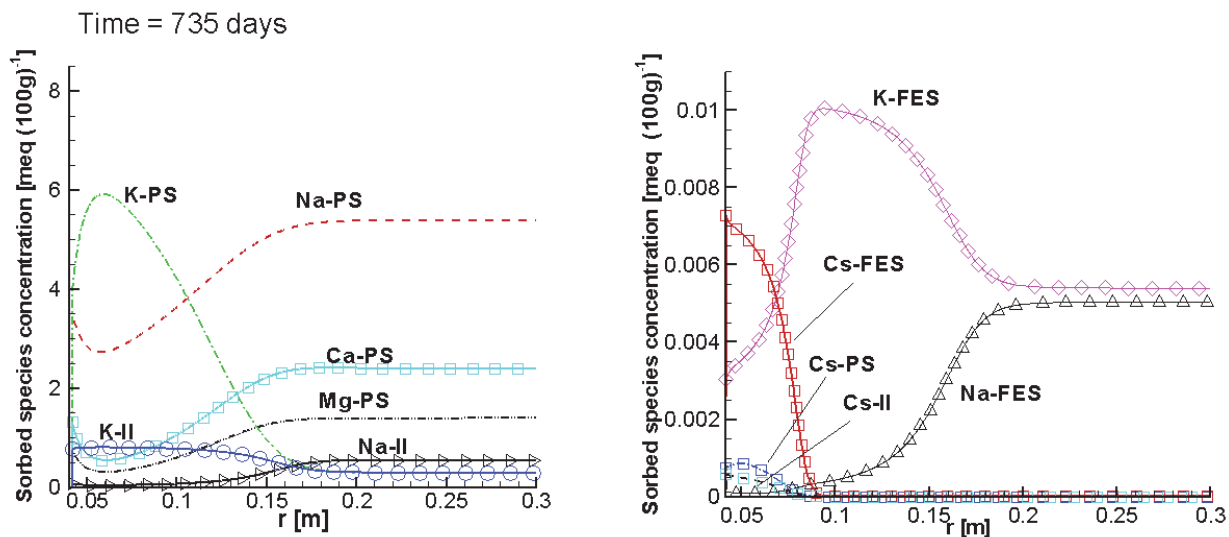 Time = 735 days
Sorbed species concentration [meq (100g)-1]
8
6
4
2
0
K-PS
Na-PS
Ca-PS
Mg-PS
K-II
Na-II
0.05
0.1
0.15
0.2
0.25
0.3
r [m]
Sorbed species concentration [meq (100g)-1]
0.01
0.008
0.006
0.004
0.002
0
K-FES
Cs-FES
Cs-PS
Cs-II
Na-FES
0.05
0.1
0.15
0.2
0.25
0.3
r [m]